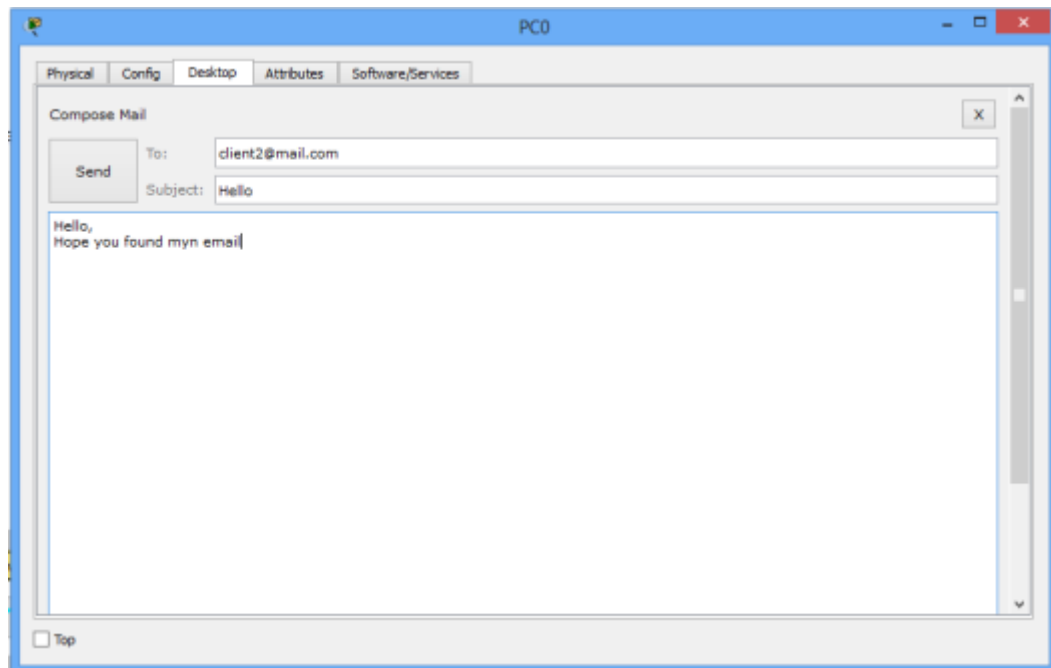 PC0
Physical Config Desktop Attributes Software/Services
Compose Mail
X
Send
To: client2@mail.com
Subject: Hello
Hello,
Hope you found myn email
Top